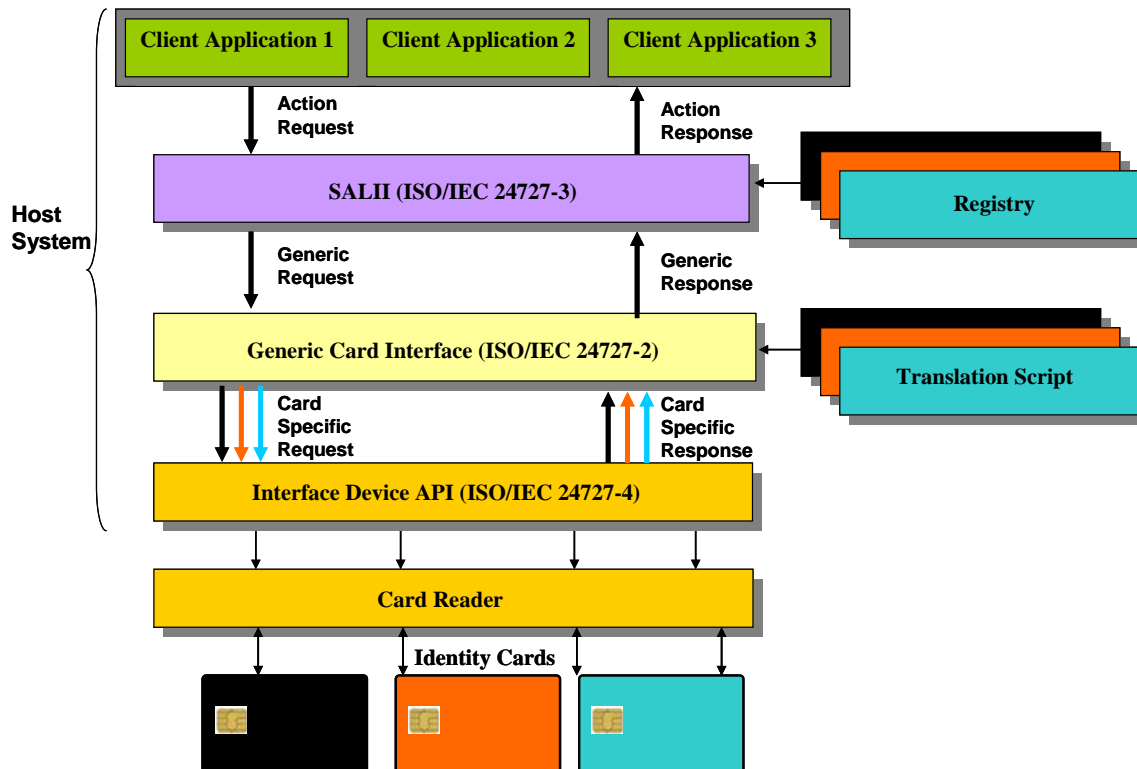 Client Application 1
Client Application 2
Client Application 3
Action
Request
Action
Response
SALII (ISO/IEC 24727-3)
Registry
Host
System
Generic
Request
Generic
Response
Generic Card Interface (ISO/IEC 24727-2)
Translation Script
Card
Specific
Request
Card
Specific
Response
Interface Device API (ISO/IEC 24727-4)
Card Reader
Identity Cards